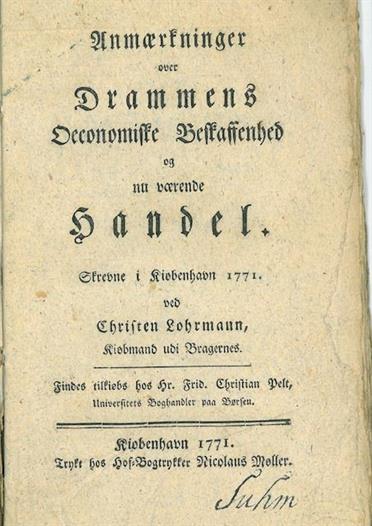 Anmærkninger
over
Drammens
Oeconomiske Beskaffenhed
og
nu værende
Handel.
Skrevne i Kiøbenhavn 1771.
ved
Christen Lohrmann,
Kiøbmand udi Bragernes.
Findes tilkiøbs hos Hr. Frid. Christian Pelt,
Universitets Boghandler paa Børsen.
Kiøbenhavn 1771.
Trykt hos Hof-Bogtrykker Nicolaus Møller.
Suhm